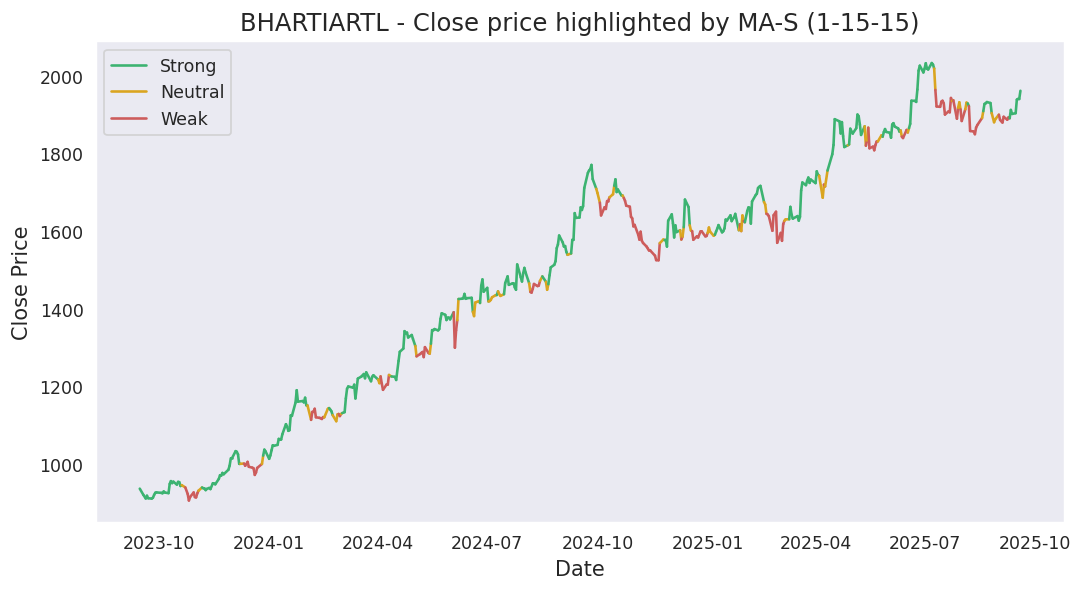 BHARTIARTL - Close price highlighted by MA-S (1-15-15)
Strong
Neutral
Weak
Close Price
2000
1800
1600
1400
1200
1000
2023-10 2024-01 2024-04 2024-07 2024-10 2025-01 2025-04 2025-07 2025-10
Date